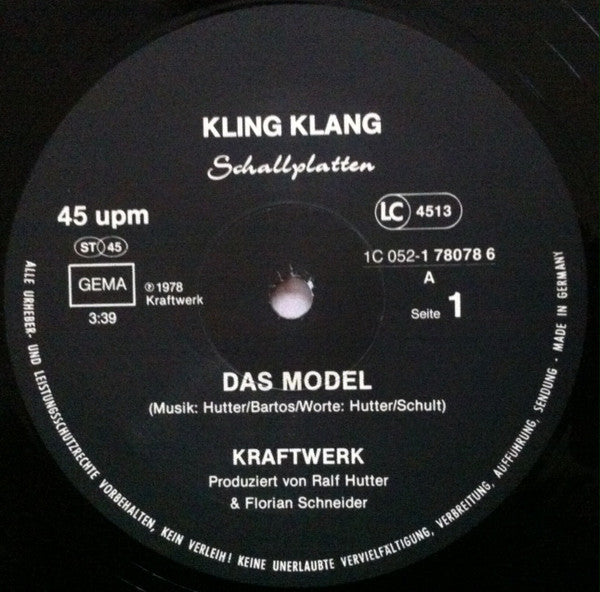 KLING KLANG
Schallplatten
45 upm
ST 45
GEMA
℗ 1978
Kraftwerk
3:39
LC 4513
1C 052-1 78078 6
A
Seite 1
DAS MODEL
(Musik: Hutter/Bartos/Worte: Hutter/Schult)
KRAFTWERK
Produziert von Ralf Hutter
& Florian Schneider
ALLE URHEBER- UND LEISTUNGSSCHUTZRECHTE VORBEHALTEN, KEIN VERLEIH! KEINE UNERLAUBTE VERVIELFÄLTIGUNG, VERBREITUNG, AUFFÜHRUNG, SENDUNG · MADE IN GERMANY